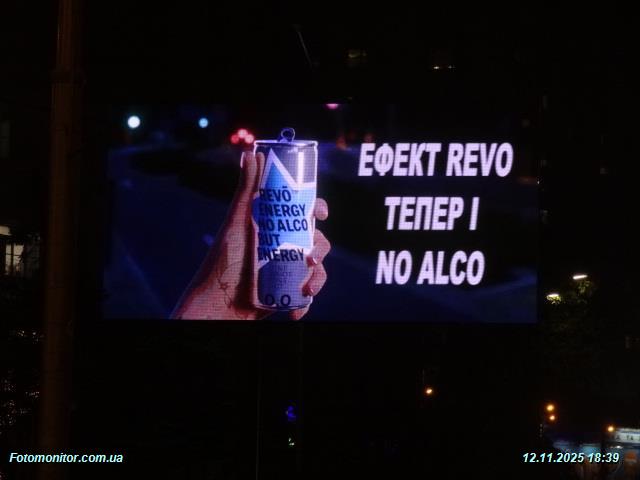 ЕФЕКТ REVO
ТЕПЕР І
NO ALCO
REVŌ
ENERGY
NO ALCO
BUT
ENERGY
0.0
Fotomonitor.com.ua
12.11.2025 18:39